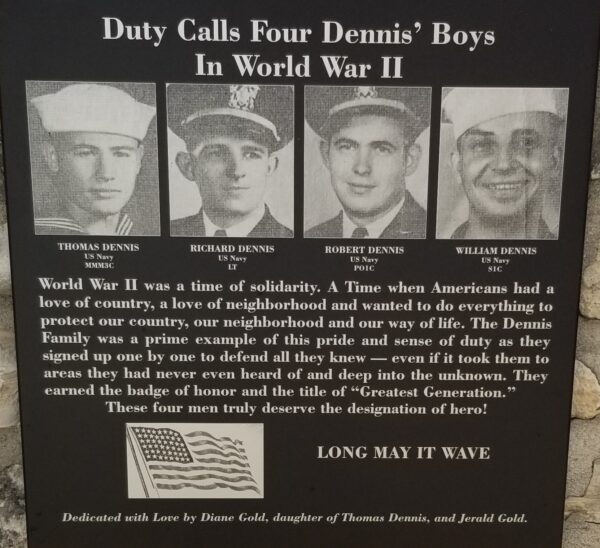 Duty Calls Four Dennis' Boys
In World War II
THOMAS DENNIS
US Navy
MMM3C
RICHARD DENNIS
US Navy
LT
ROBERT DENNIS
US Navy
PO1C
WILLIAM DENNIS
US Navy
S1C
World War II was a time of solidarity. A Time when Americans had a
love of country, a love of neighborhood and wanted to do everything to
protect our country, our neighborhood and our way of life. The Dennis
Family was a prime example of this pride and sense of duty as they
signed up one by one to defend all they knew — even if it took them to
areas they had never even heard of and deep into the unknown. They
earned the badge of honor and the title of "Greatest Generation."
These four men truly deserve the designation of hero!
LONG MAY IT WAVE
Dedicated with Love by Diane Gold, daughter of Thomas Dennis, and Jerald Gold.